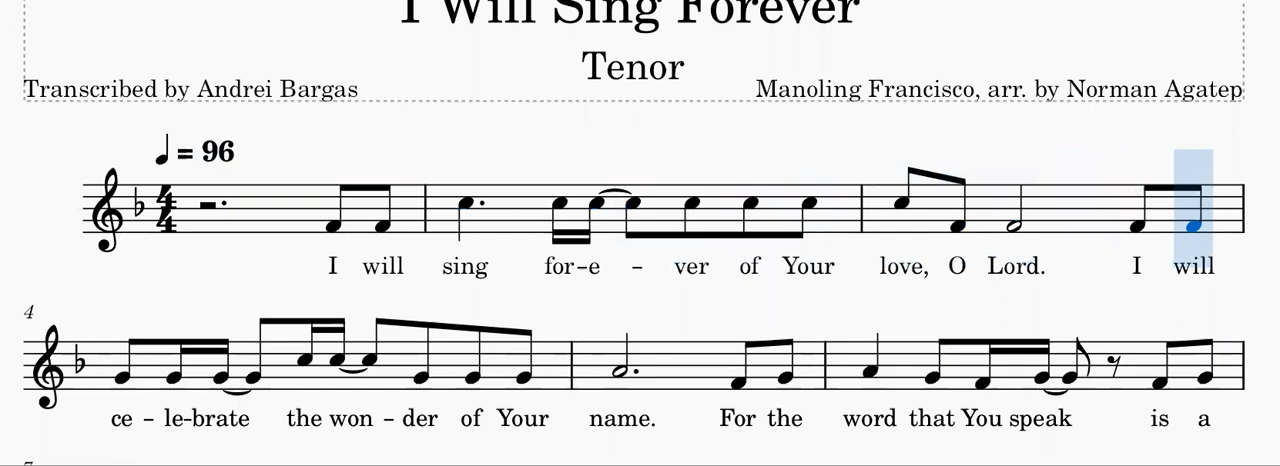 I Will Sing Forever
Tenor
Transcribed by Andrei Bargas
Manoling Francisco, arr. by Norman Agatep
= 96
4
4
I will sing for-e - ver of Your love, O Lord. I will
4
ce - le-brate the won - der of Your name. For the word that You speak is a